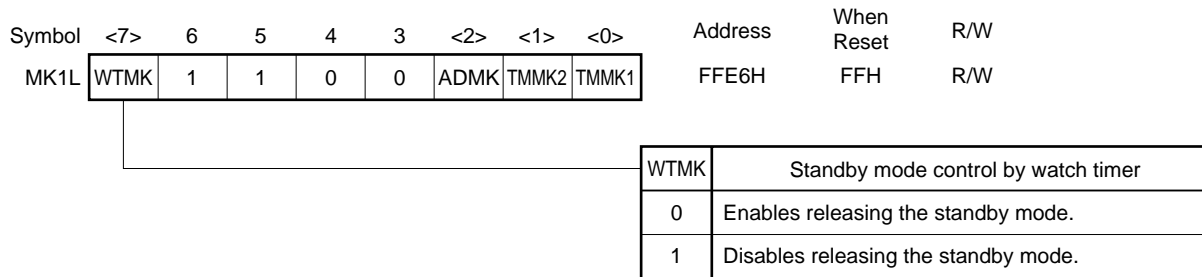 Symbol <7> 6 5 4 3 <2> <1> <0> Address When Reset R/W
MK1L WTMK 1 1 0 0 ADMK TMMK2 TMMK1 FFE6H FFH R/W
WTMK Standby mode control by watch timer
0 Enables releasing the standby mode.
1 Disables releasing the standby mode.